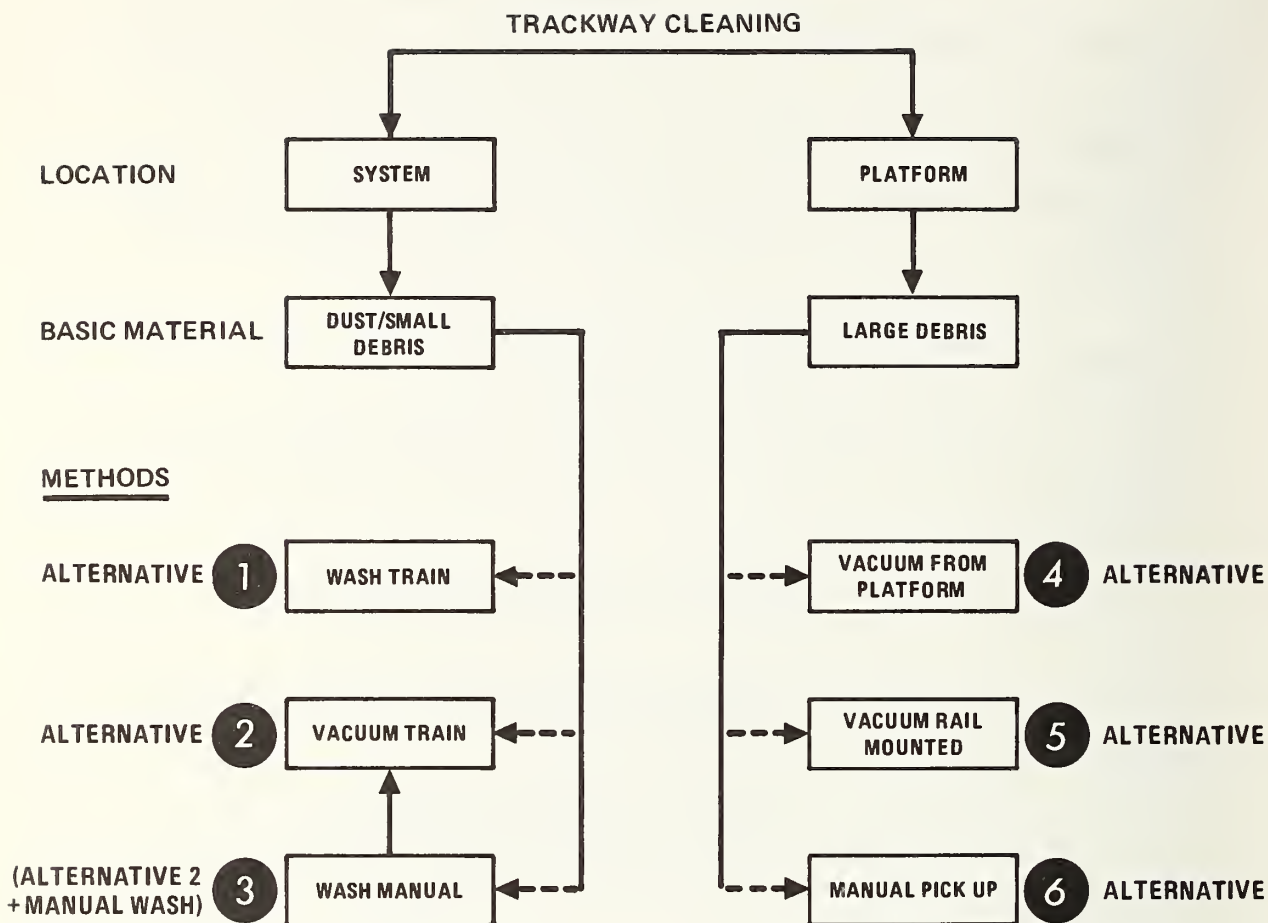 TRACKWAY CLEANING
LOCATION
SYSTEM
PLATFORM
BASIC MATERIAL
DUST/SMALL
DEBRIS
LARGE DEBRIS
METHODS
ALTERNATIVE 1
WASH TRAIN
VACUUM FROM
PLATFORM
4 ALTERNATIVE
ALTERNATIVE 2
VACUUM TRAIN
VACUUM RAIL
MOUNTED
5 ALTERNATIVE
(ALTERNATIVE 2
+ MANUAL WASH) 3
WASH MANUAL
MANUAL PICK UP
6 ALTERNATIVE